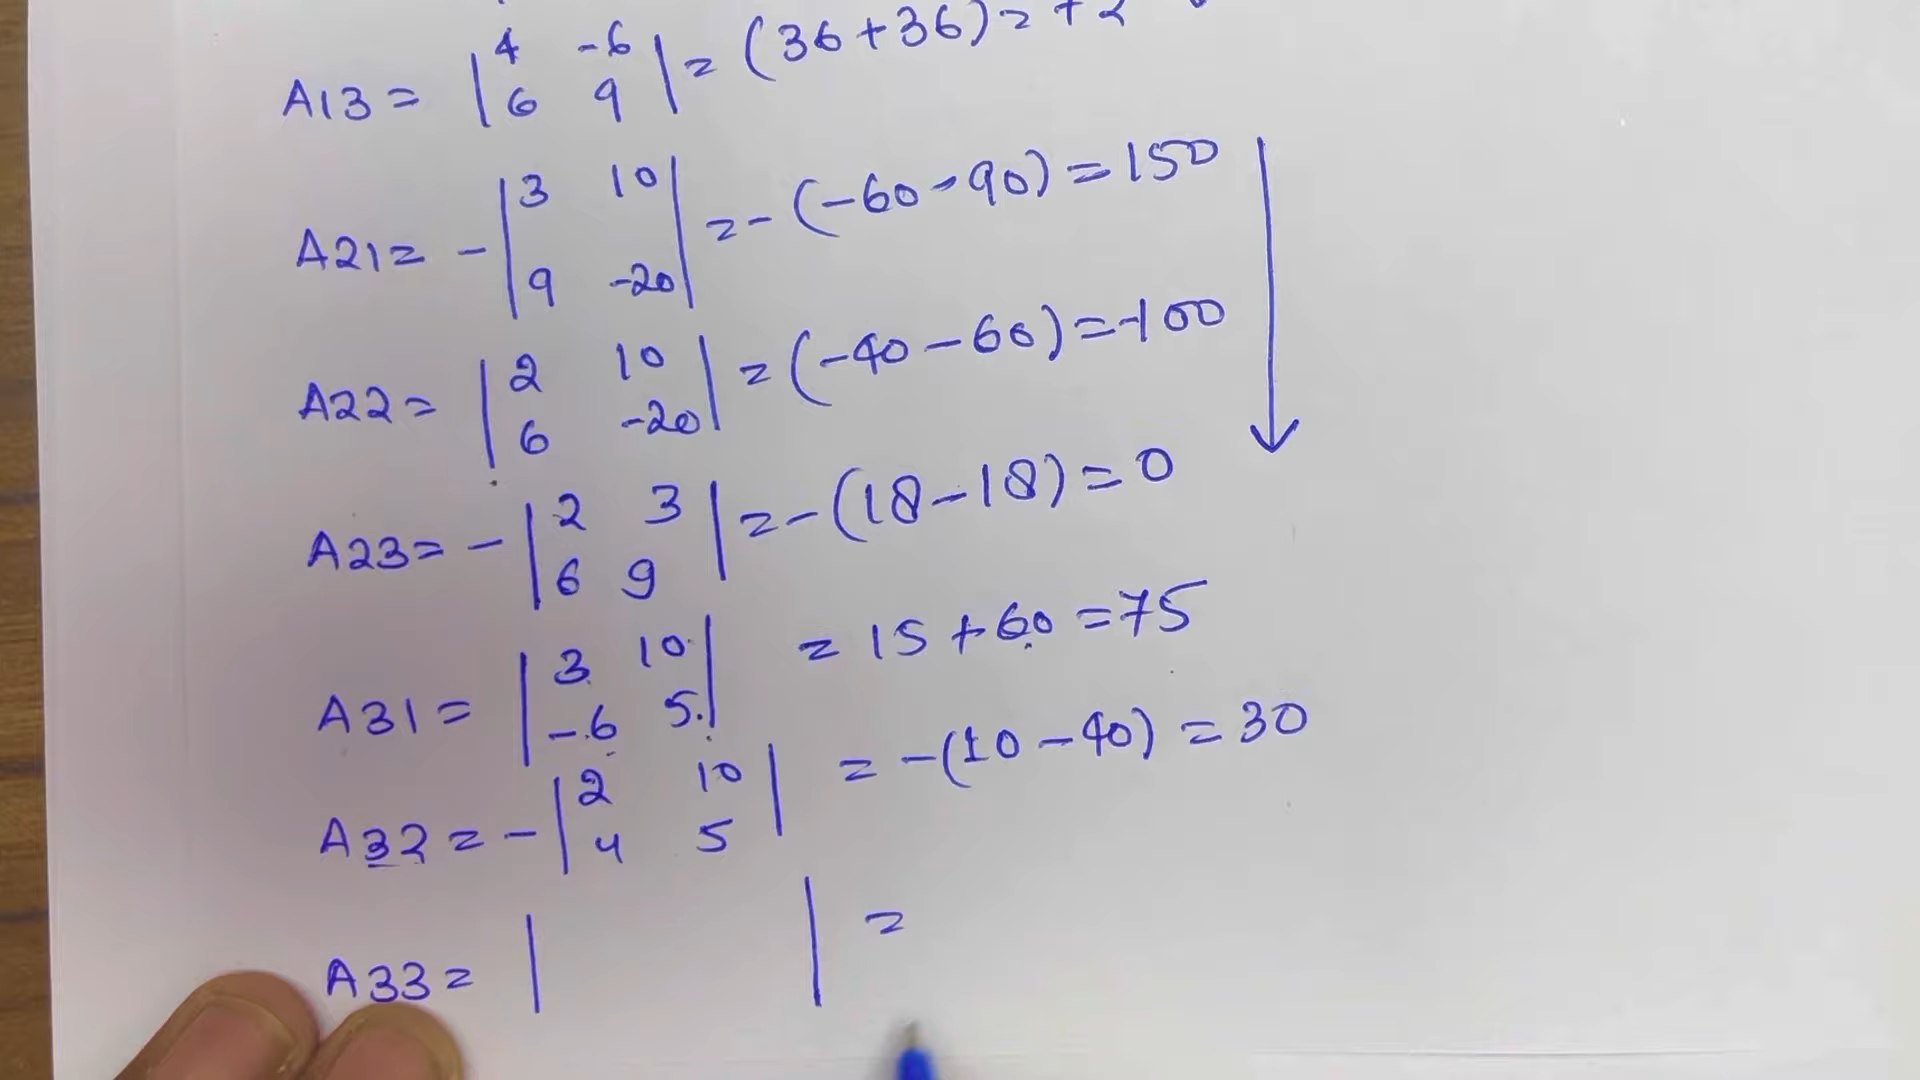 A13 = | 4 -6 6 9 | = (36+36) = +2
A21 = - | 3 10 9 -20 | = - (-60-90) = 150
A22 = | 2 10 6 -20 | = (-40-60) = -100
A23 = - | 2 3 6 9 | = - (18-18) = 0
A31 = | 3 10 -6 5 | = 15 + 60 = 75
A32 = - | 2 10 4 5 | = - (10-40) = 30
A33 = | | =